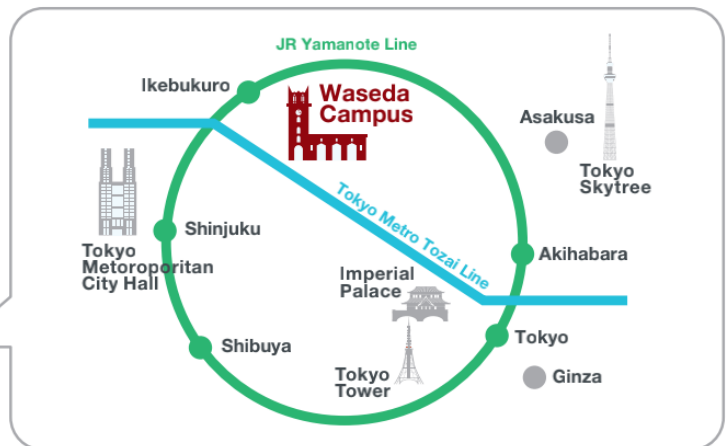 JR Yamanote Line
Ikebukuro
Waseda
Campus
Asakusa
Tokyo
Skytree
Tokyo Metro Tozai Line
Shinjuku
Tokyo
Metoroporitan
City Hall
Akihabara
Imperial
Palace
Shibuya
Tokyo
Tokyo
Tower
Ginza